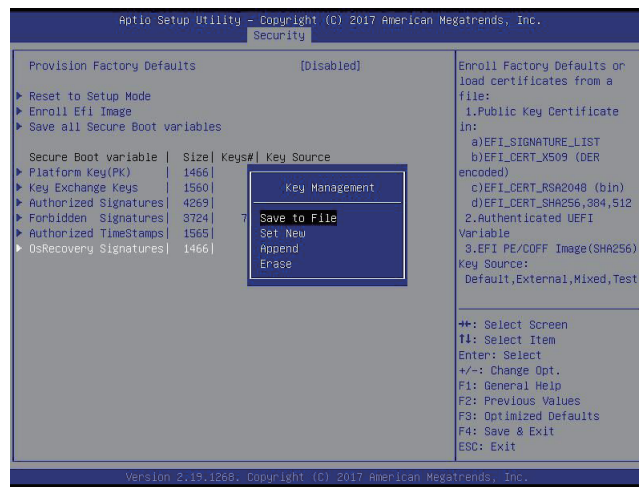 Aptio Setup Utility – Copyright (C) 2017 American Megatrends, Inc.
Security
Provision Factory Defaults [Disabled]
Reset to Setup Mode
Enroll Efi Image
Save all Secure Boot variables
Secure Boot variable | Size| Keys#| Key Source
Platform Key(PK) | 1466|
Key Exchange Keys | 1560|
Authorized Signatures| 4269|
Forbidden Signatures| 3724| 7
Authorized TimeStamps| 1565|
OsRecovery Signatures| 1466|
Key Management
Save to File
Set New
Append
Erase
Enroll Factory Defaults or
load certificates from a
file:
1.Public Key Certificate
in:
a)EFI_SIGNATURE_LIST
b)EFI_CERT_X509 (DER
encoded)
c)EFI_CERT_RSA2048 (bin)
d)EFI_CERT_SHA256,384,512
2.Authenticated UEFI
Variable
3.EFI PE/COFF Image(SHA256)
Key Source:
Default,External,Mixed,Test
→←: Select Screen
↑↓: Select Item
Enter: Select
+/-: Change Opt.
F1: General Help
F2: Previous Values
F3: Optimized Defaults
F4: Save & Exit
ESC: Exit
Version 2.19.1268. Copyright (C) 2017 American Megatrends, Inc.